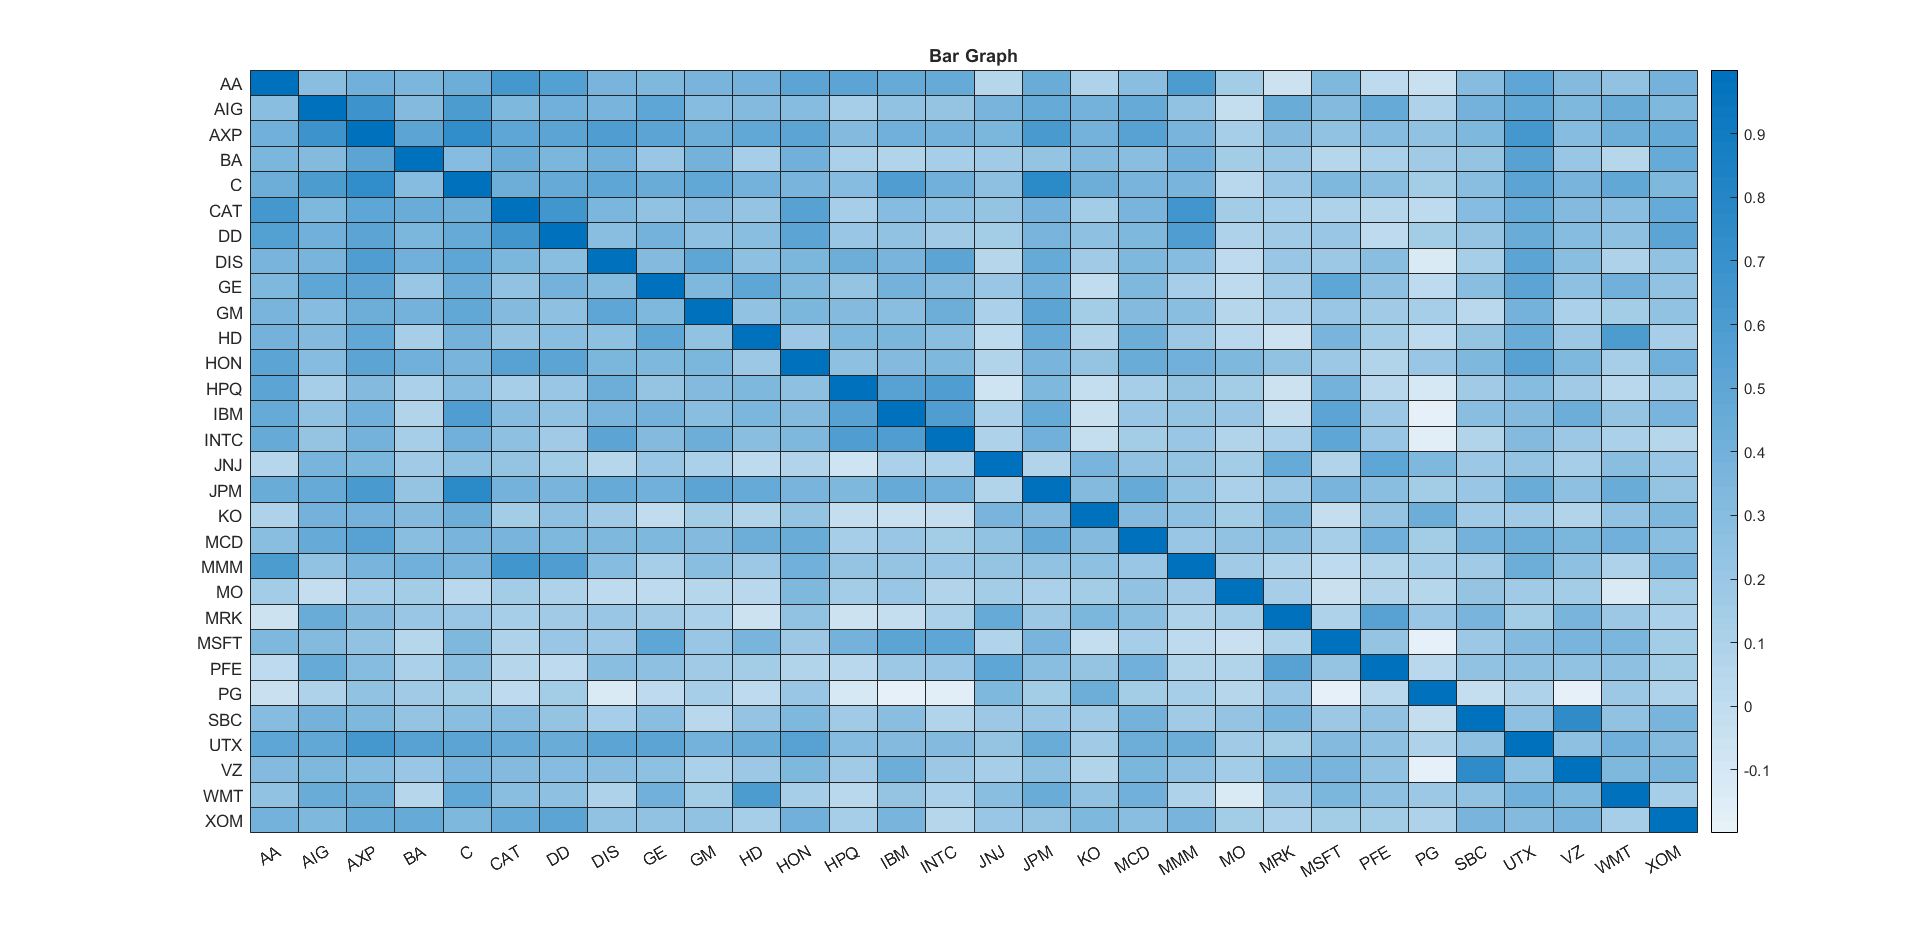 Bar Graph
AA
AIG
AXP
BA
C
CAT
DD
DIS
GE
GM
HD
HON
HPQ
IBM
INTC
JNJ
JPM
KO
MCD
MMM
MO
MRK
MSFT
PFE
PG
SBC
UTX
VZ
WMT
XOM
AA AIG AXP BA C CAT DD DIS GE GM HD HON HPQ IBM INTC JNJ JPM KO MCD MMM MO MRK MSFT PFE PG SBC UTX VZ WMT XOM
0.9
0.8
0.7
0.6
0.5
0.4
0.3
0.2
0.1
0
-0.1